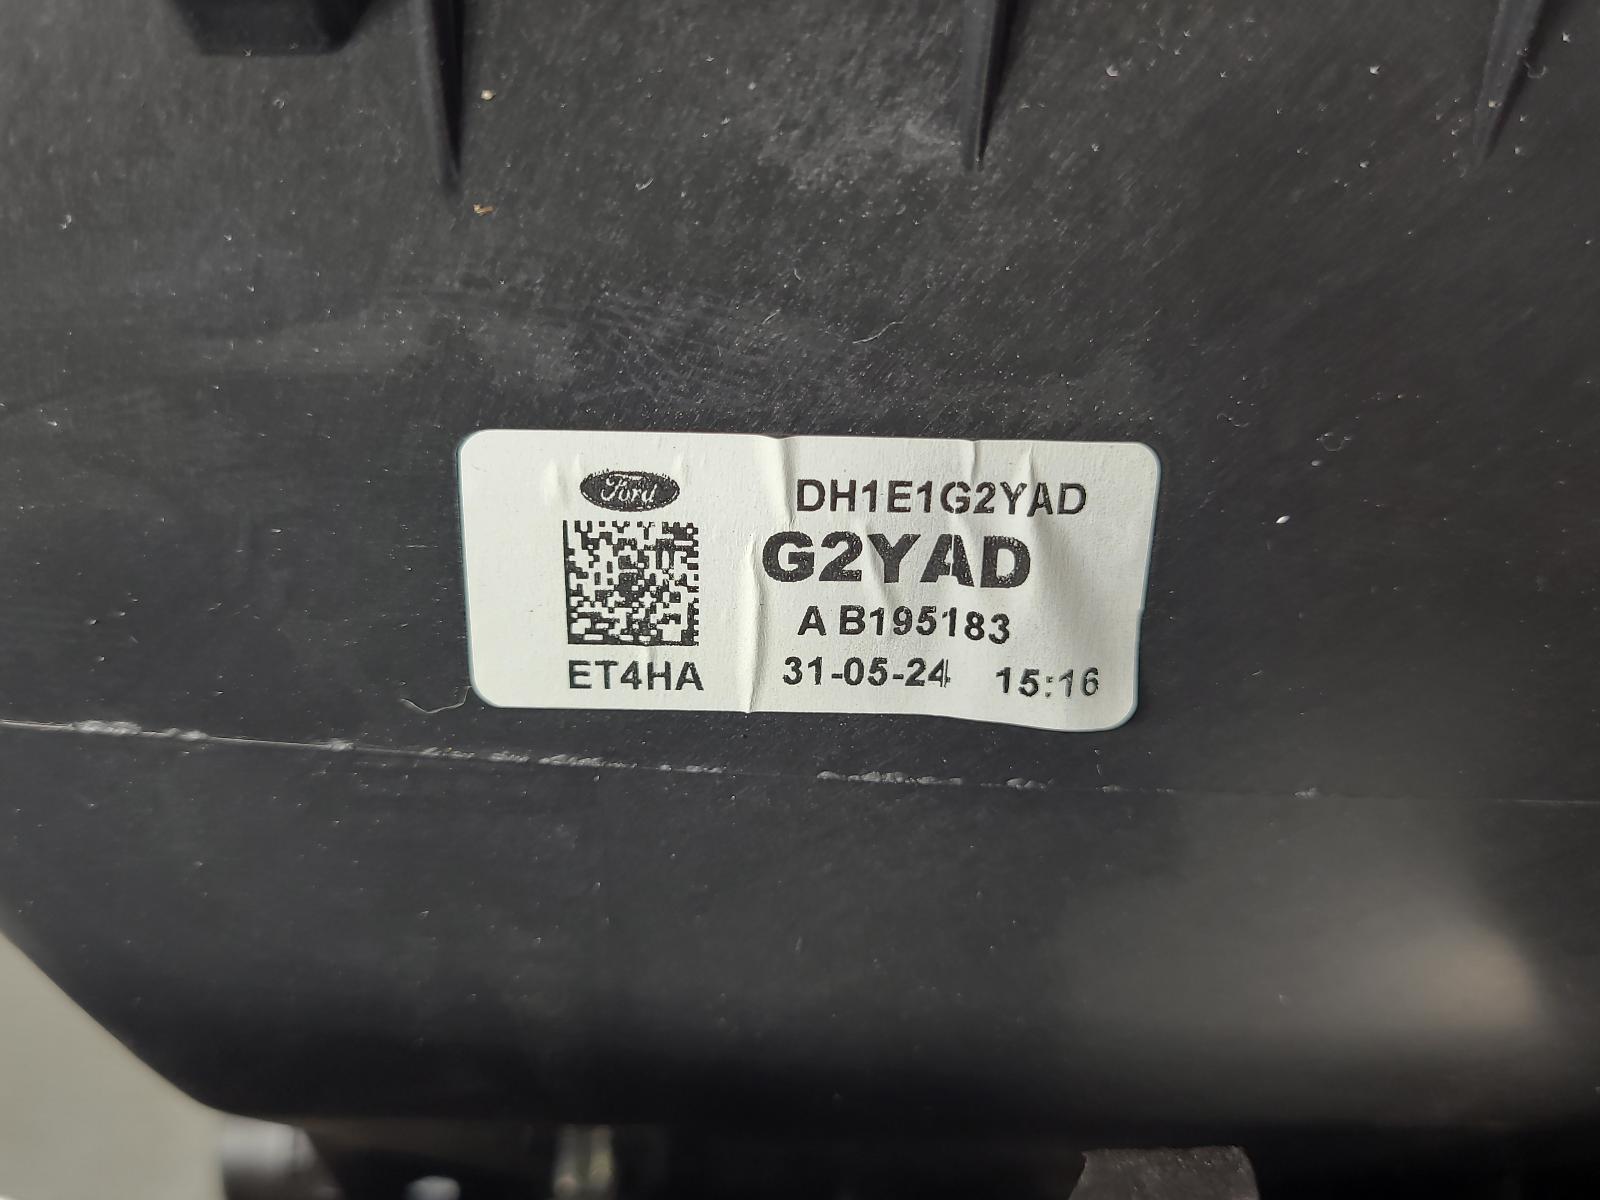 Ford
DH1E1G2YAD
G2YAD
A B195183
ET4HA
31-05-24 15:16